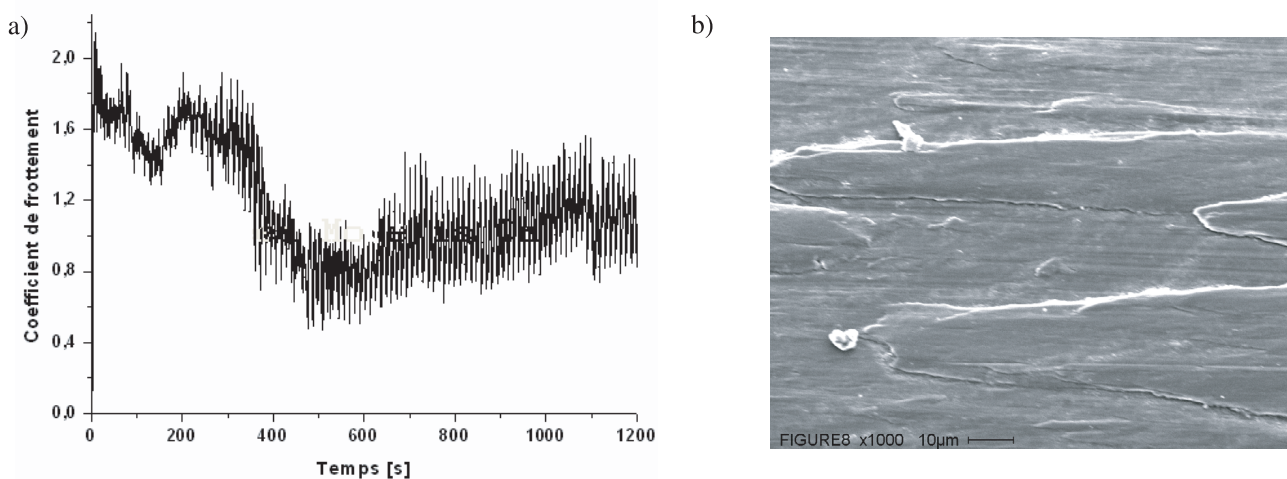 a)
b)
Coefficient de frottement
2,0
1,6
1,2
0,8
0,4
0,0
0 200 400 600 800 1000 1200
Temps [s]
FIGURE8 x1000 10µm